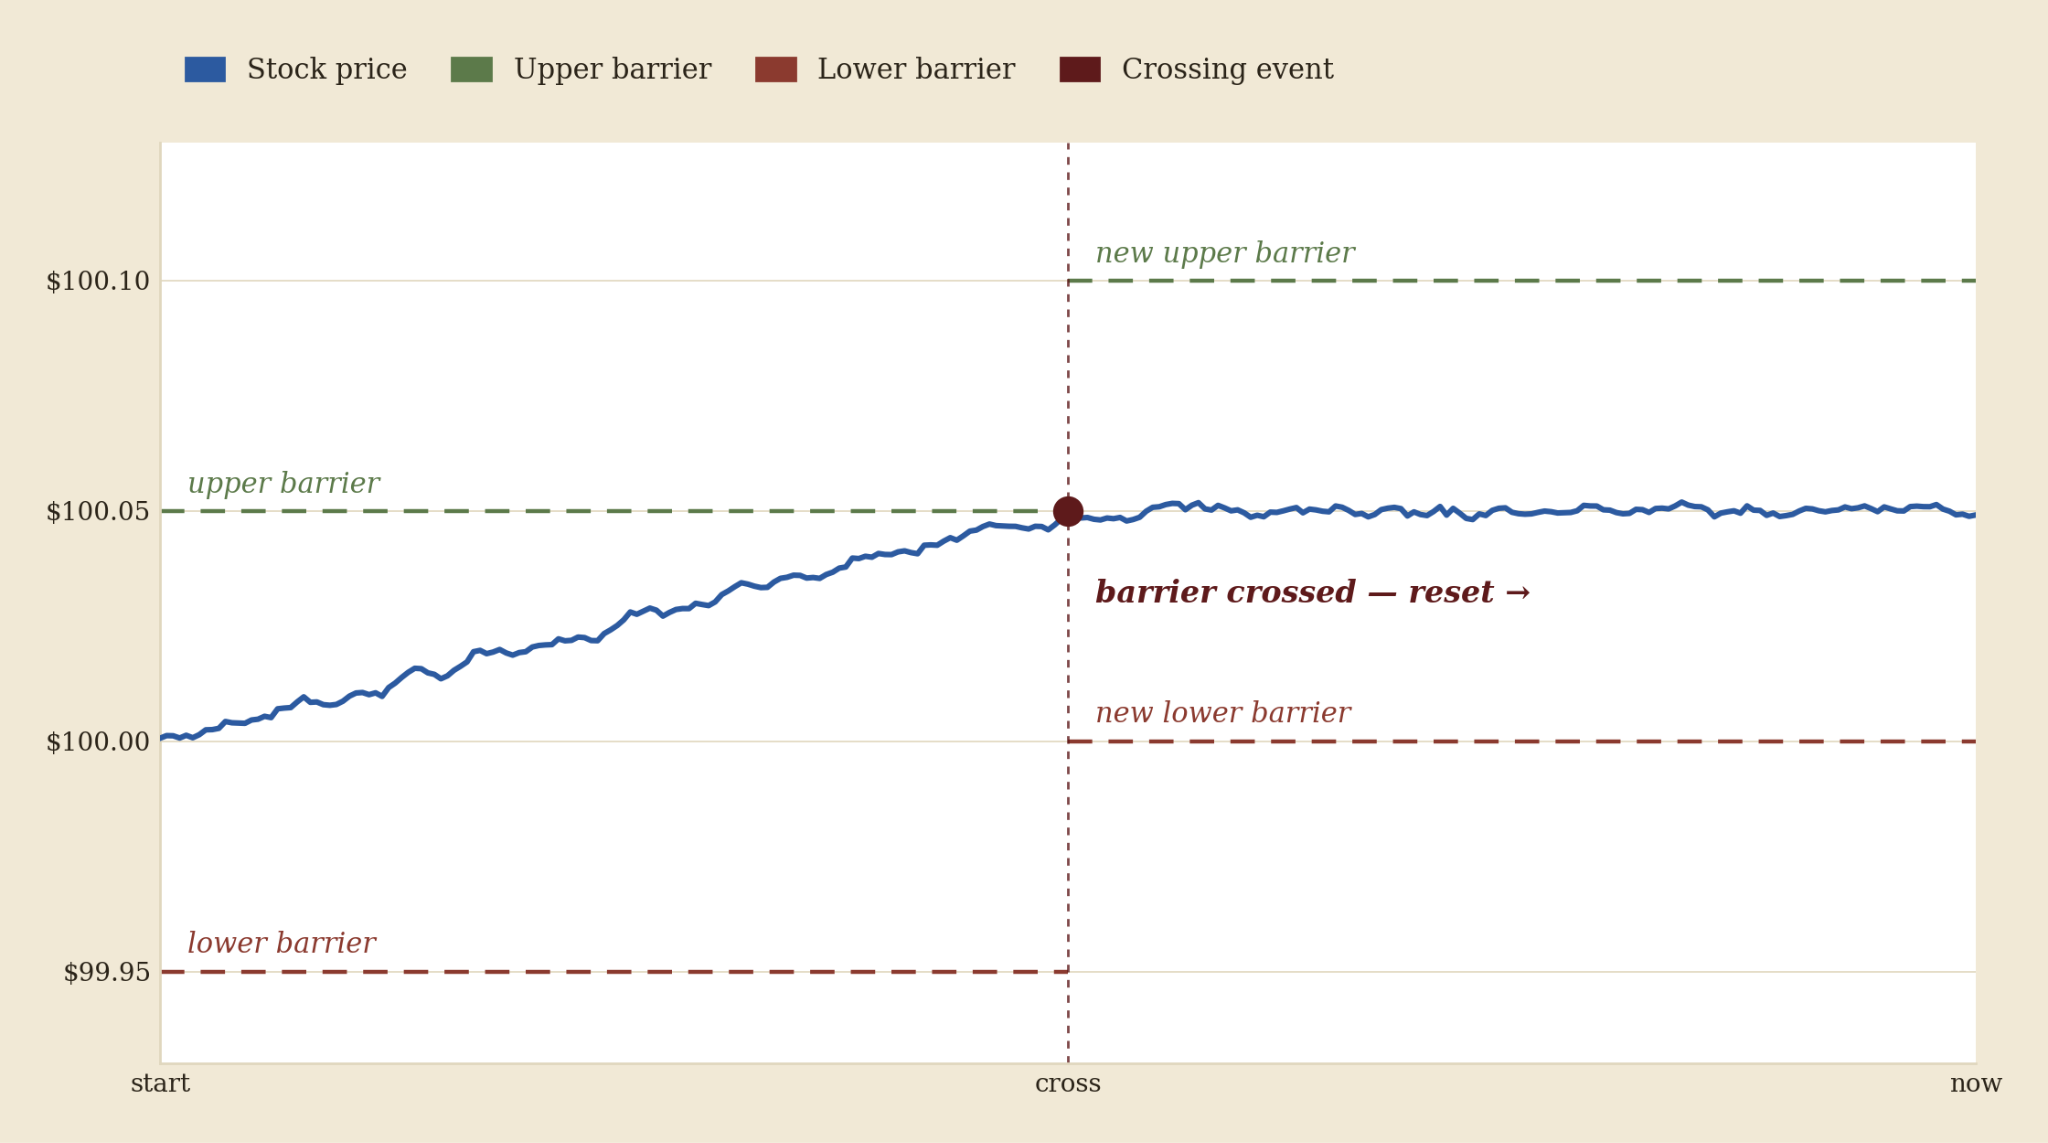 Stock price Upper barrier Lower barrier Crossing event
new upper barrier
$100.10
upper barrier
$100.05
barrier crossed — reset →
new lower barrier
$100.00
lower barrier
$99.95
start cross now